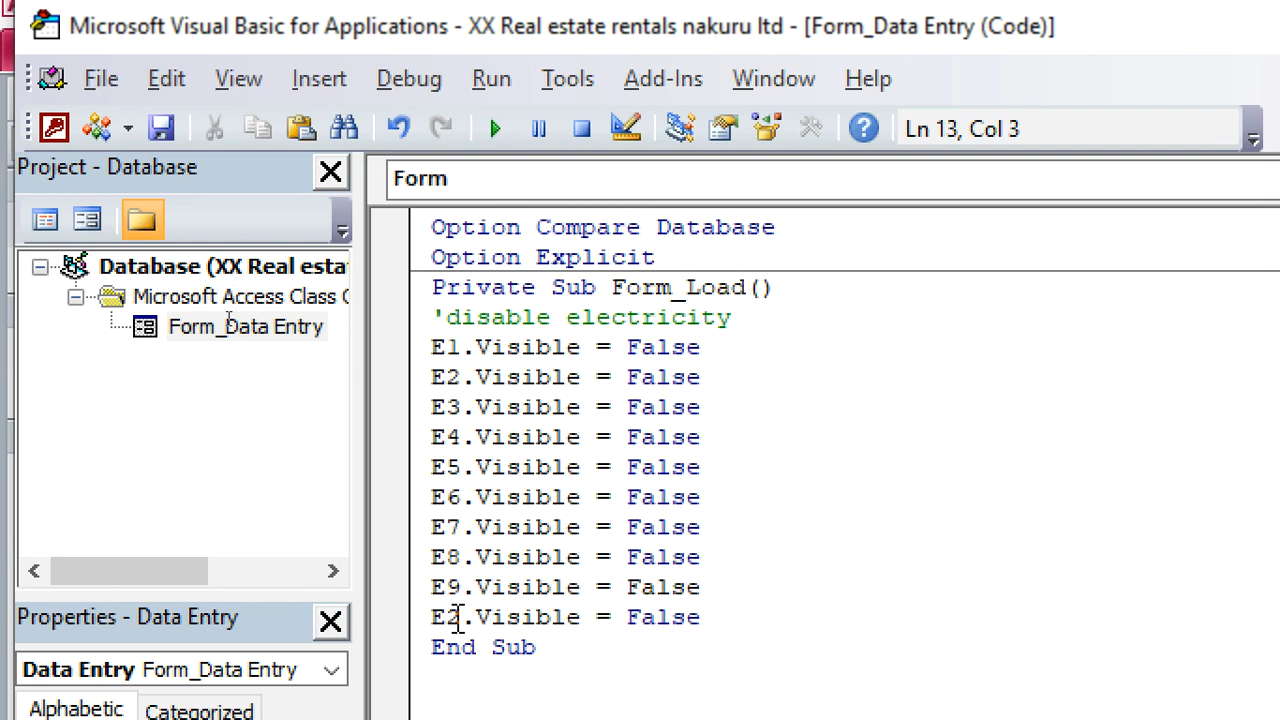 Microsoft Visual Basic for Applications - XX Real estate rentals nakuru ltd - [Form_Data Entry (Code)]
File Edit View Insert Debug Run Tools Add-Ins Window Help
Ln 13, Col 3
Project - Database
Form
Database (XX Real esta
Microsoft Access Class
Form_Data Entry
Option Compare Database
Option Explicit
Private Sub Form_Load()
'disable electricity
E1.Visible = False
E2.Visible = False
E3.Visible = False
E4.Visible = False
E5.Visible = False
E6.Visible = False
E7.Visible = False
E8.Visible = False
E9.Visible = False
E2.Visible = False
End Sub
Properties - Data Entry
Data Entry Form_Data Entry
Alphabetic Categorized